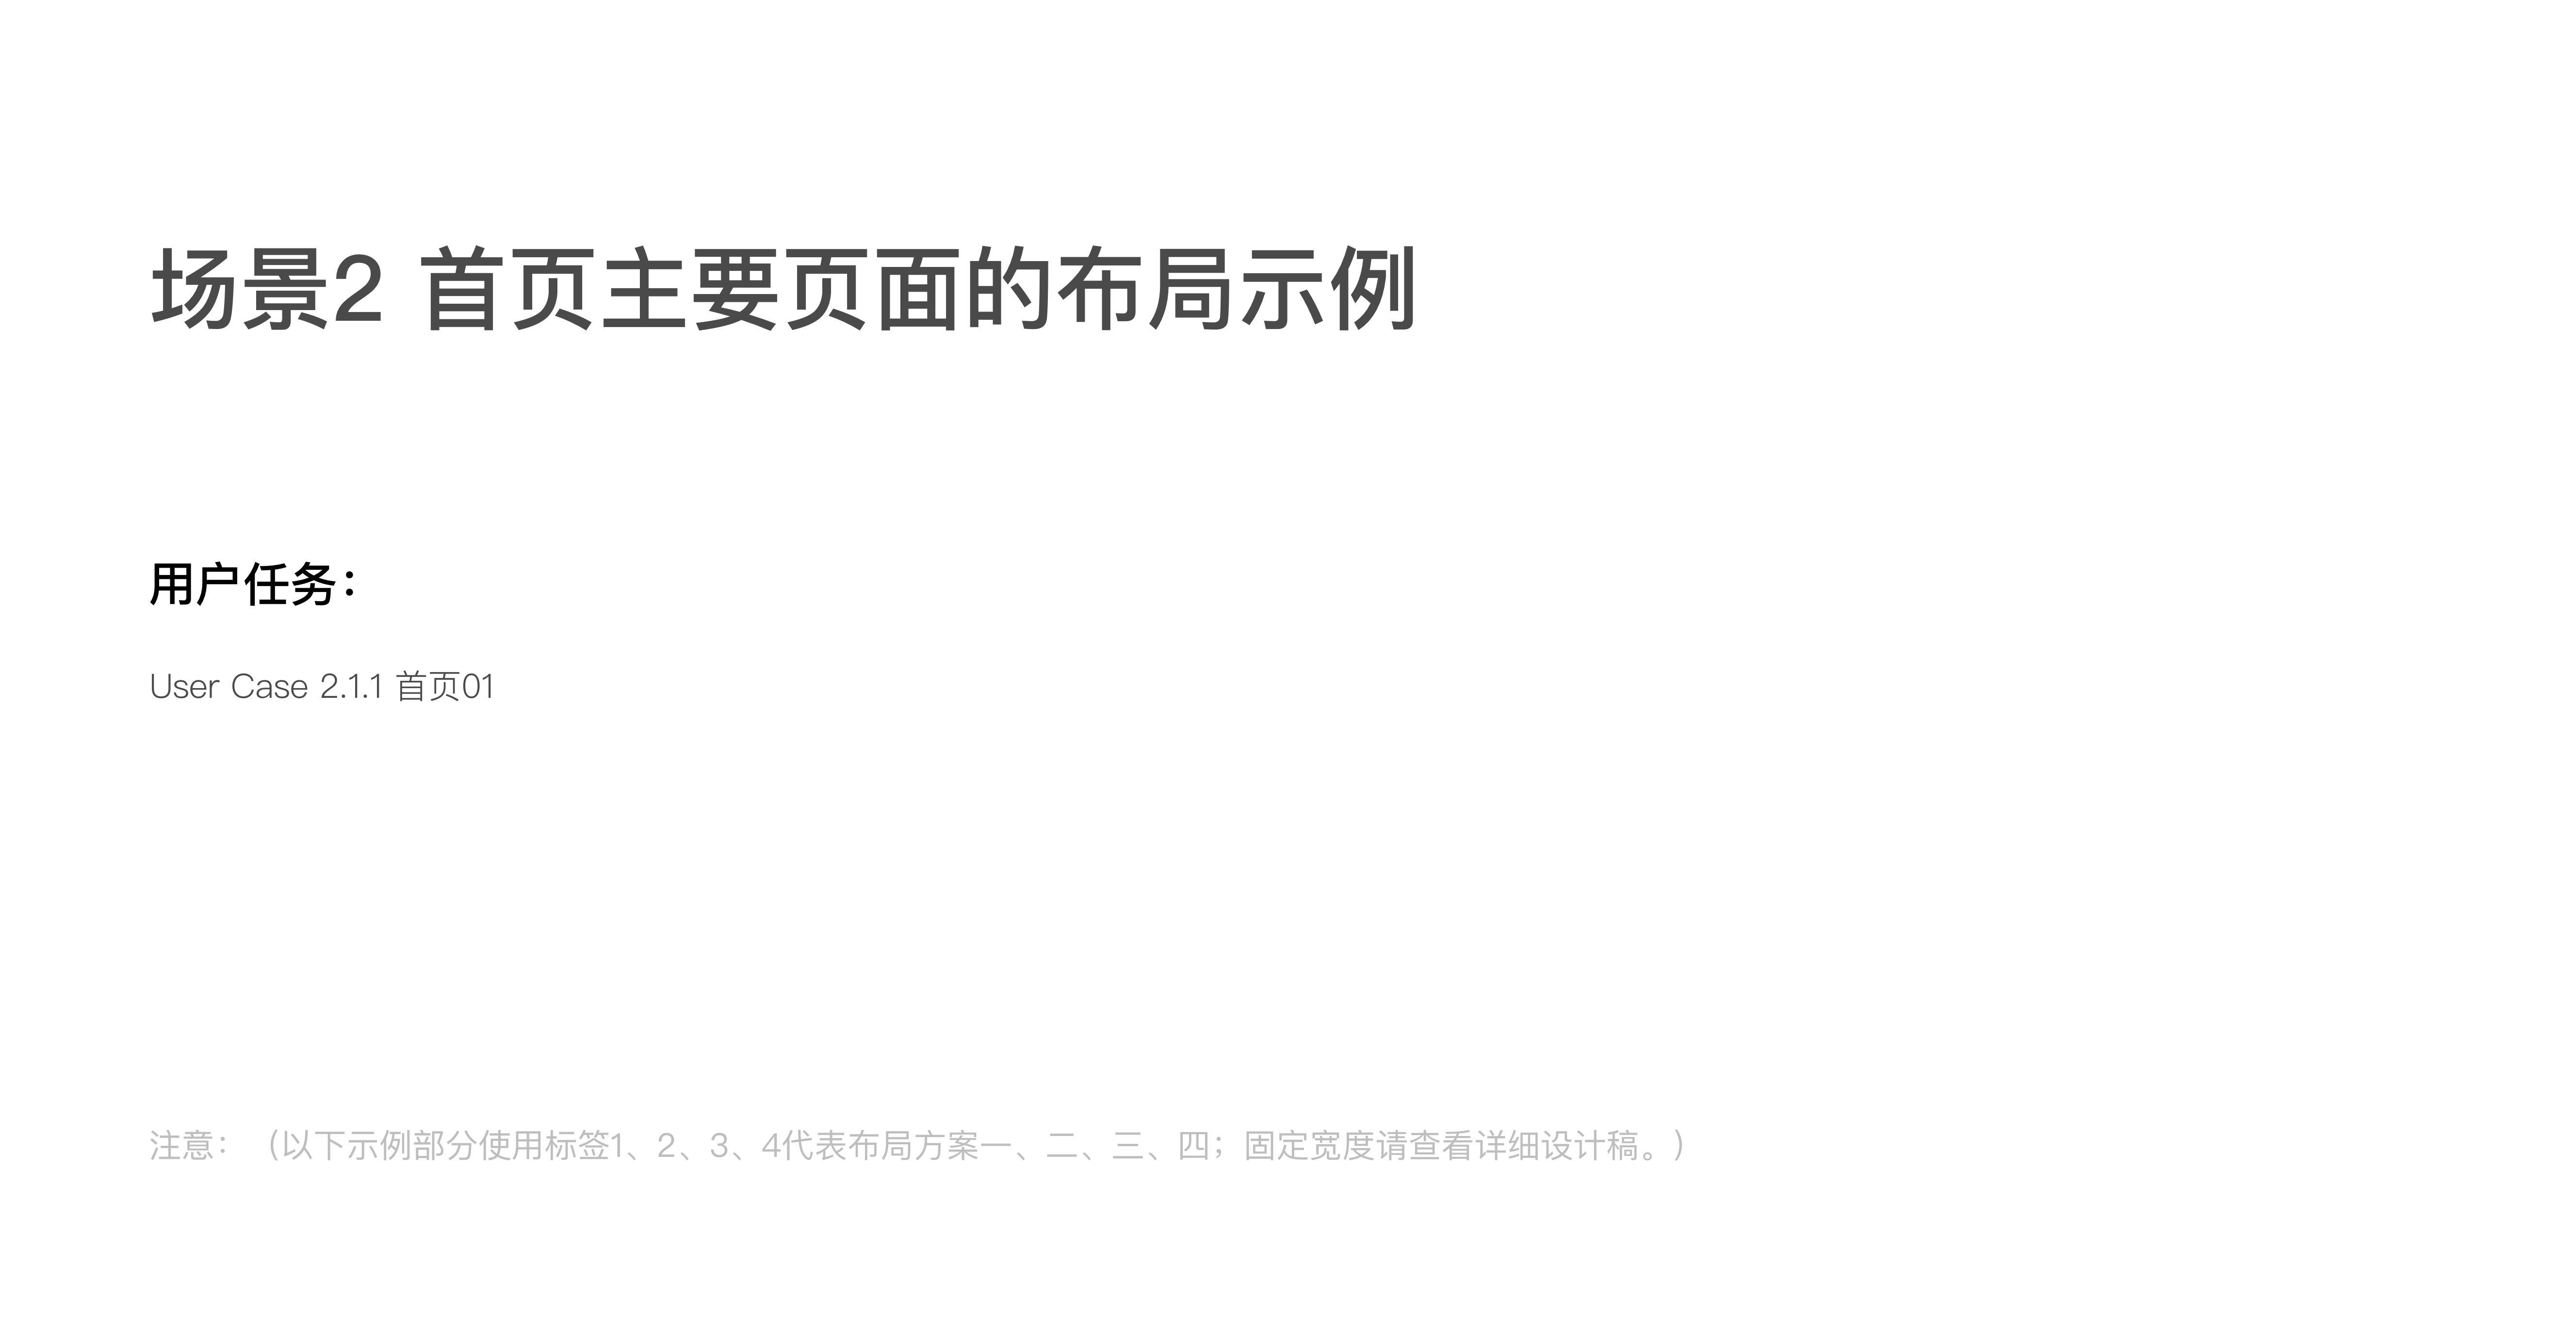 场景2 首页主要页面的布局示例
用户任务：
User Case 2.1.1 首页01
注意：（以下示例部分使用标签1、2、3、4代表布局方案一、二、三、四；固定宽度请查看详细设计稿。）